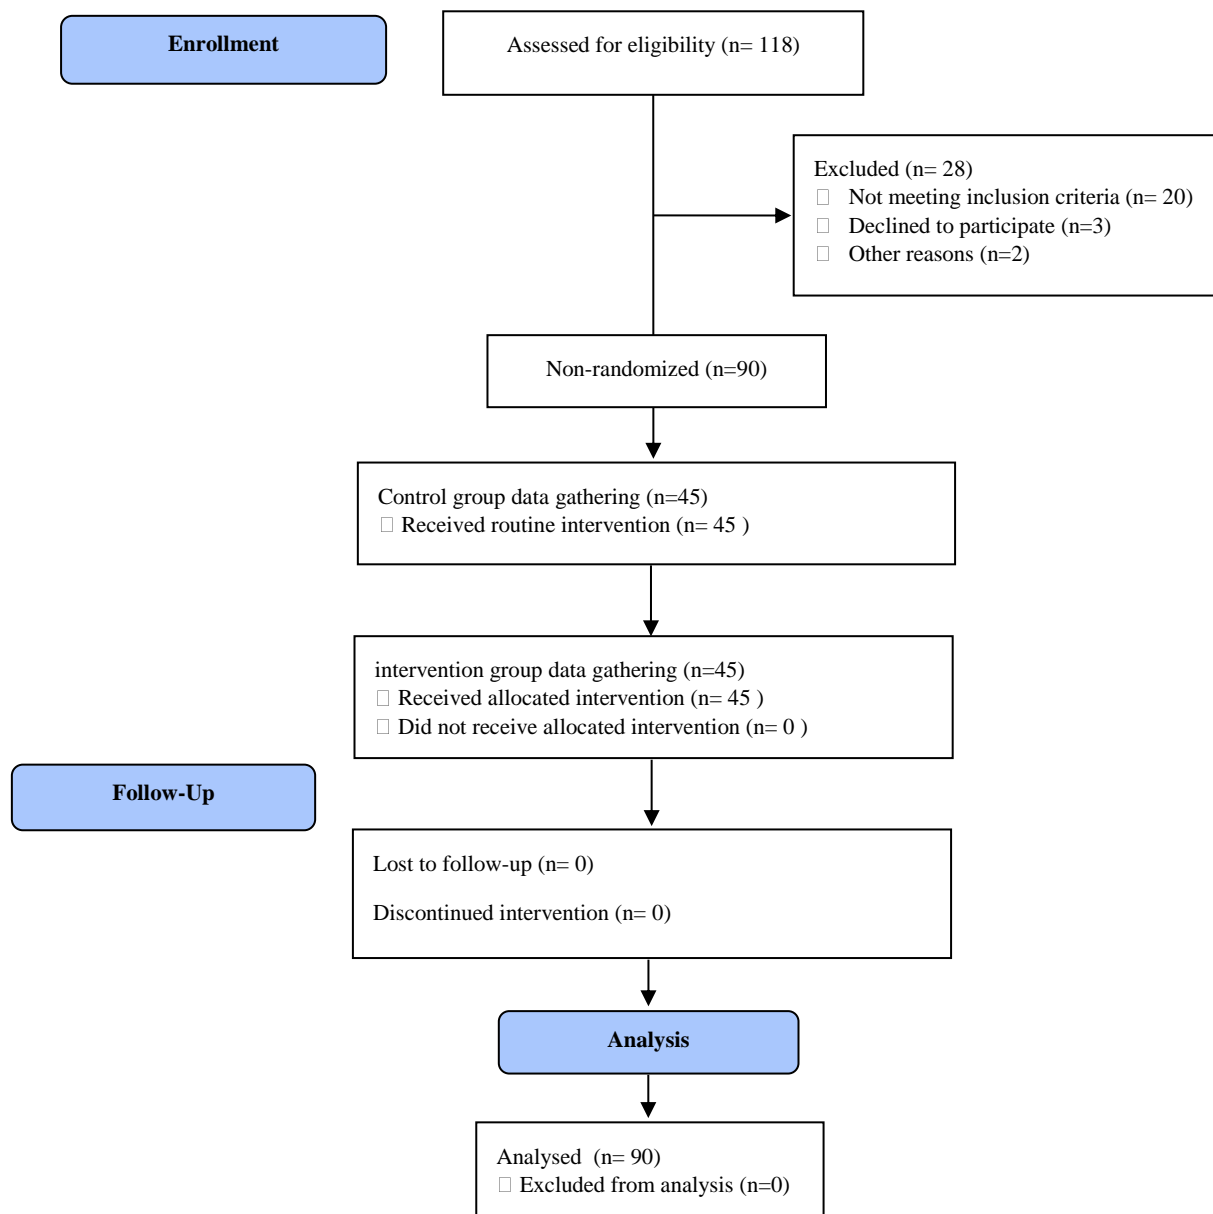 Enrollment
Assessed for eligibility (n= 118)
Excluded (n= 28)
Not meeting inclusion criteria (n= 20)
Declined to participate (n=3)
Other reasons (n=2)
Non-randomized (n=90)
Control group data gathering (n=45)
Received routine intervention (n= 45 )
intervention group data gathering (n=45)
Received allocated intervention (n= 45 )
Did not receive allocated intervention (n= 0 )
Follow-Up
Lost to follow-up (n= 0)
Discontinued intervention (n= 0)
Analysis
Analysed  (n= 90)
Excluded from analysis (n=0)